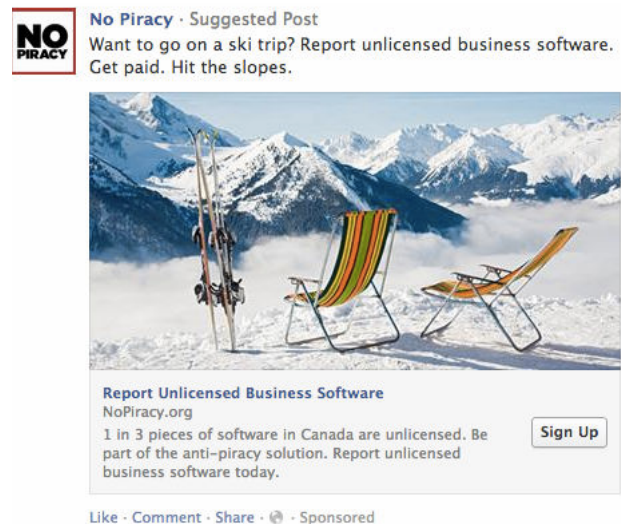 NO
PIRACY
No Piracy · Suggested Post
Want to go on a ski trip? Report unlicensed business software.
Get paid. Hit the slopes.
Report Unlicensed Business Software
NoPiracy.org
1 in 3 pieces of software in Canada are unlicensed. Be
part of the anti-piracy solution. Report unlicensed
business software today.
Sign Up
Like · Comment · Share · Sponsored